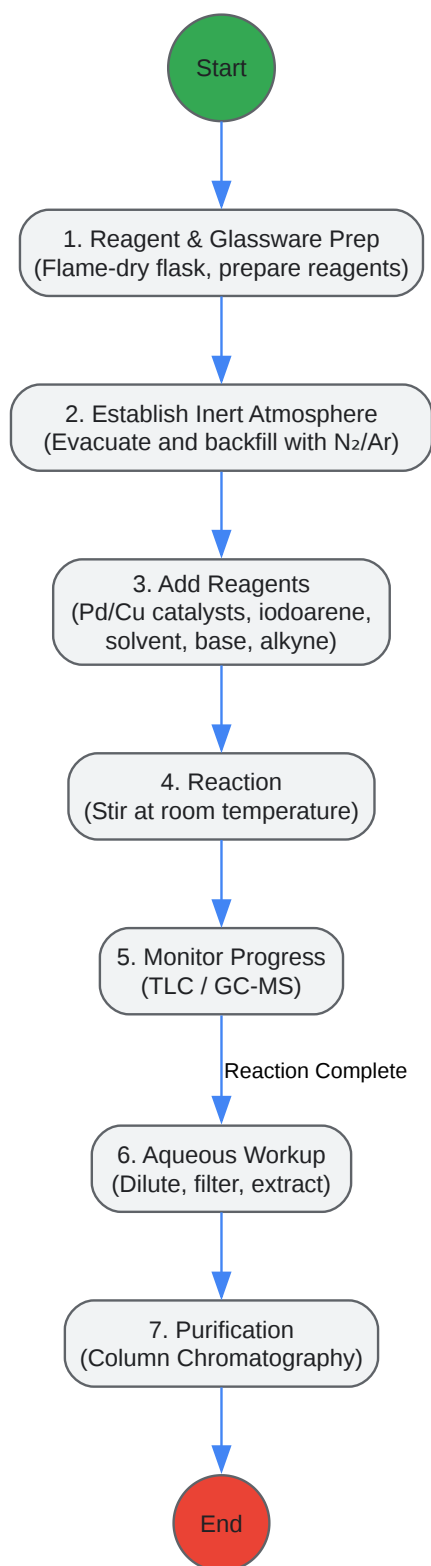 Start
1. Reagent & Glassware Prep
(Flame-dry flask, prepare reagents)
2. Establish Inert Atmosphere
(Evacuate and backfill with N₂/Ar)
3. Add Reagents
(Pd/Cu catalysts, iodoarene,
solvent, base, alkyne)
4. Reaction
(Stir at room temperature)
5. Monitor Progress
(TLC / GC-MS)
Reaction Complete
6. Aqueous Workup
(Dilute, filter, extract)
7. Purification
(Column Chromatography)
End